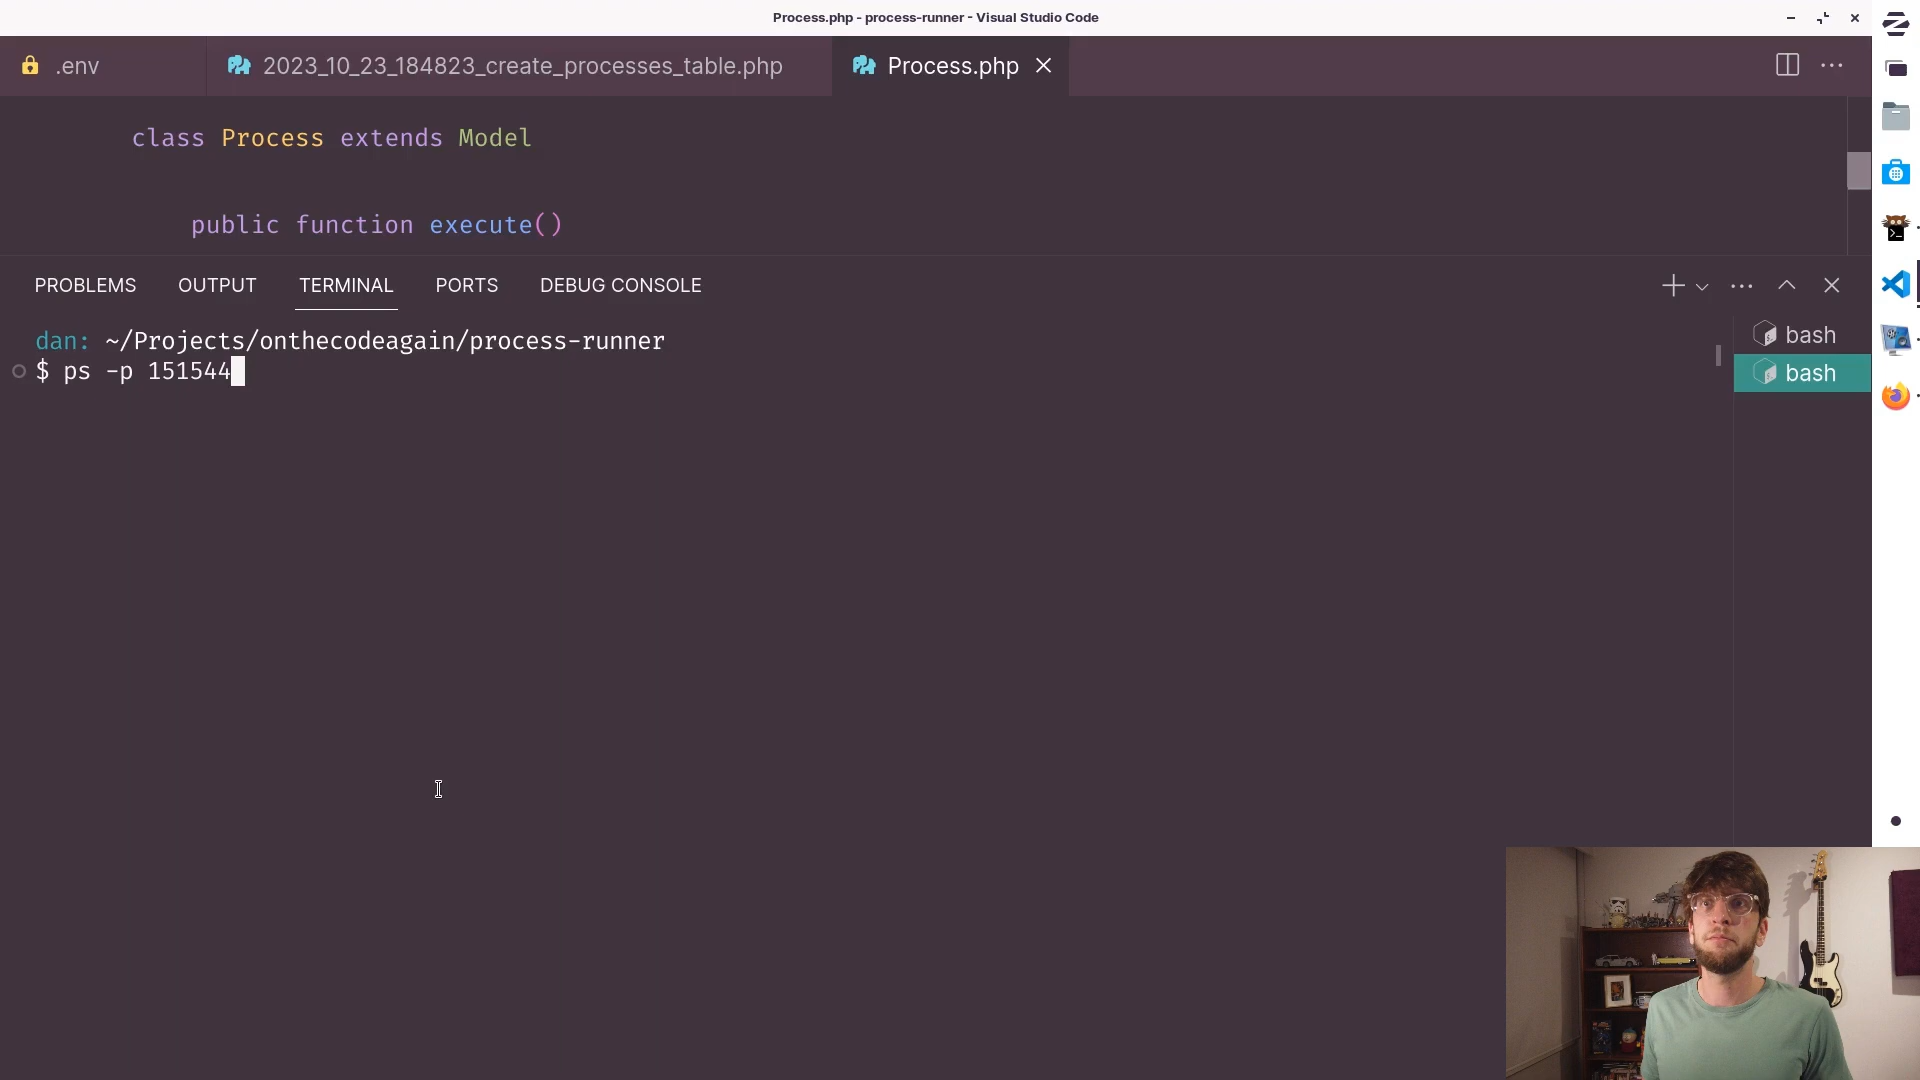 Process.php - process-runner - Visual Studio Code
.env
2023_10_23_184823_create_processes_table.php
Process.php
class Process extends Model
public function execute()
PROBLEMS OUTPUT TERMINAL PORTS DEBUG CONSOLE
dan: ~/Projects/onthecodeagain/process-runner
$ ps -p 151544
bash
bash